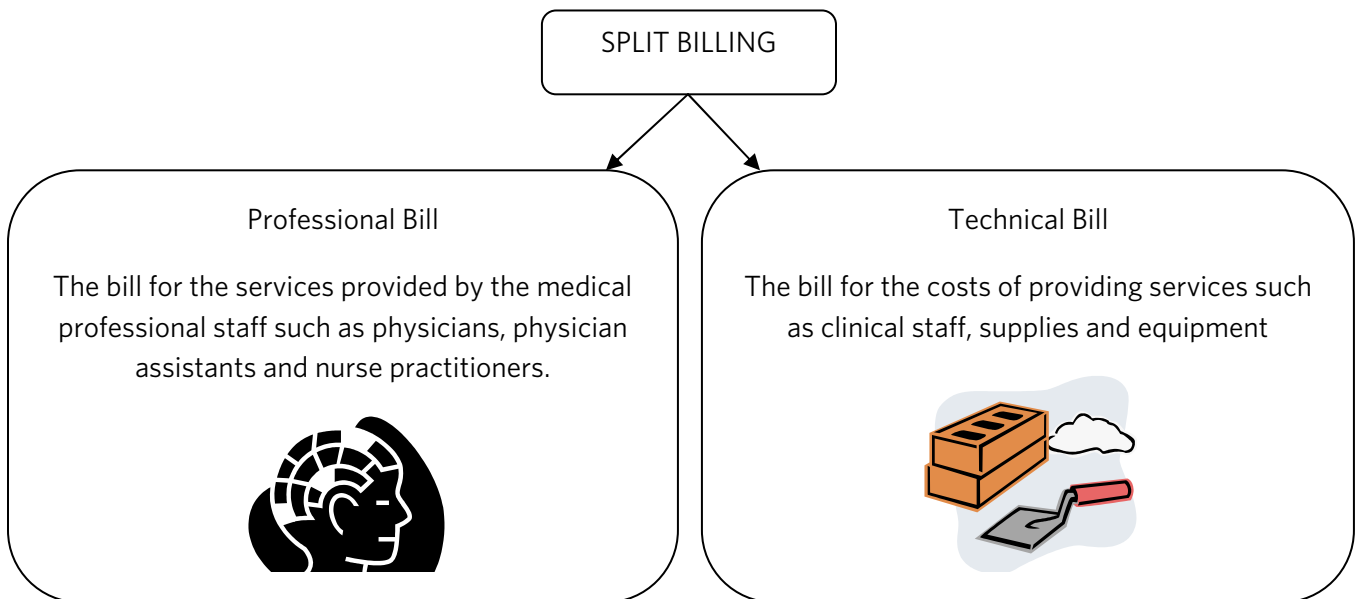 SPLIT BILLING
Professional Bill
The bill for the services provided by the medical
professional staff such as physicians, physician
assistants and nurse practitioners.
Technical Bill
The bill for the costs of providing services such
as clinical staff, supplies and equipment